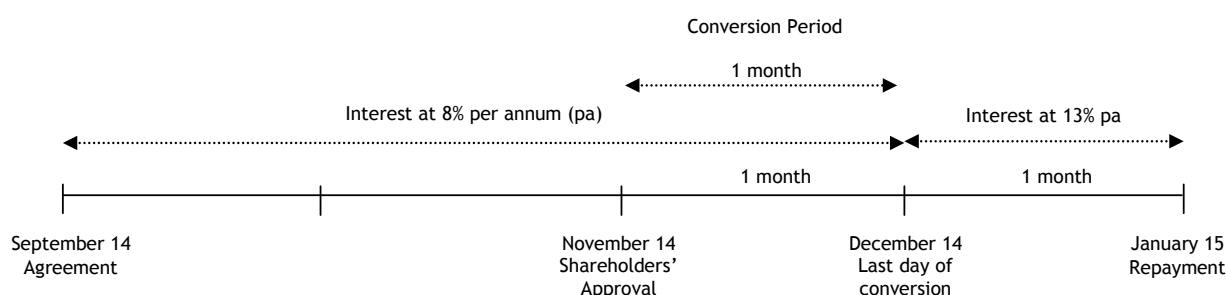 Conversion Period
1 month
Interest at 8% per annum (pa)
Interest at 13% pa
1 month
1 month
September 14
Agreement
November 14
Shareholders’
Approval
December 14
Last day of
conversion
January 15
Repayment